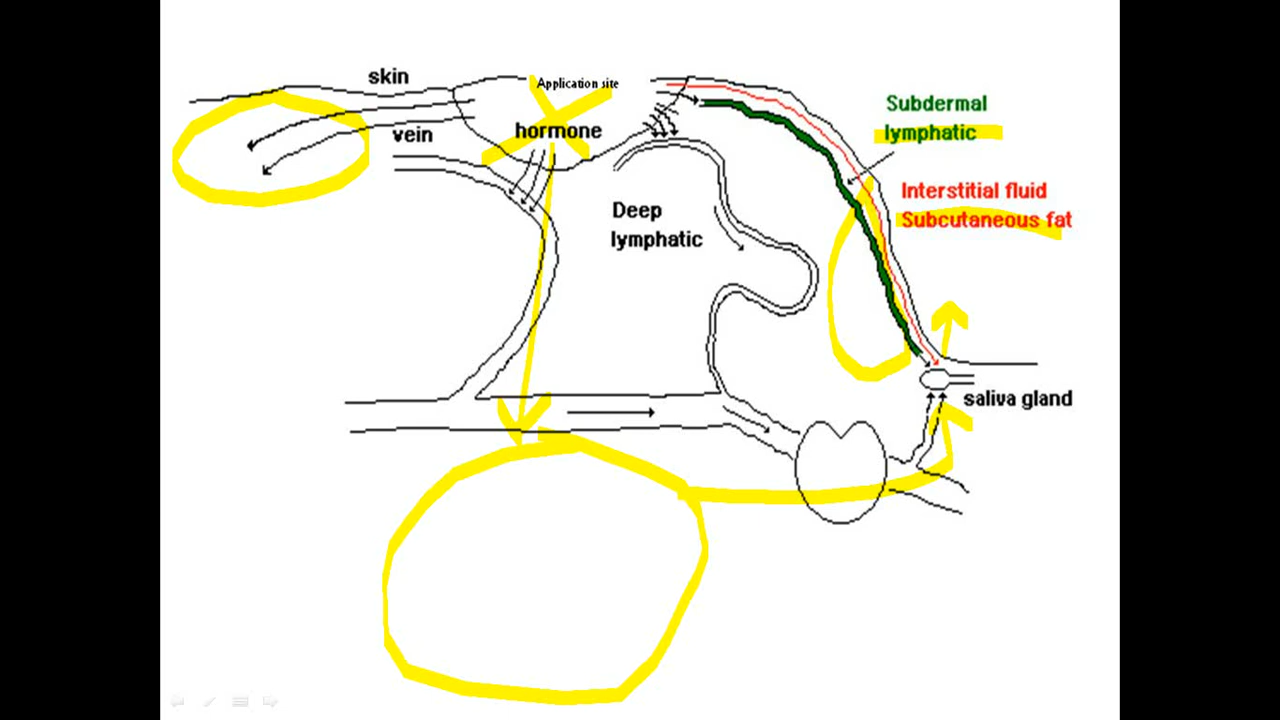 skin
Application site
hormone
vein
Subdermal
lymphatic
Interstitial fluid
Subcutaneous fat
Deep
lymphatic
saliva gland